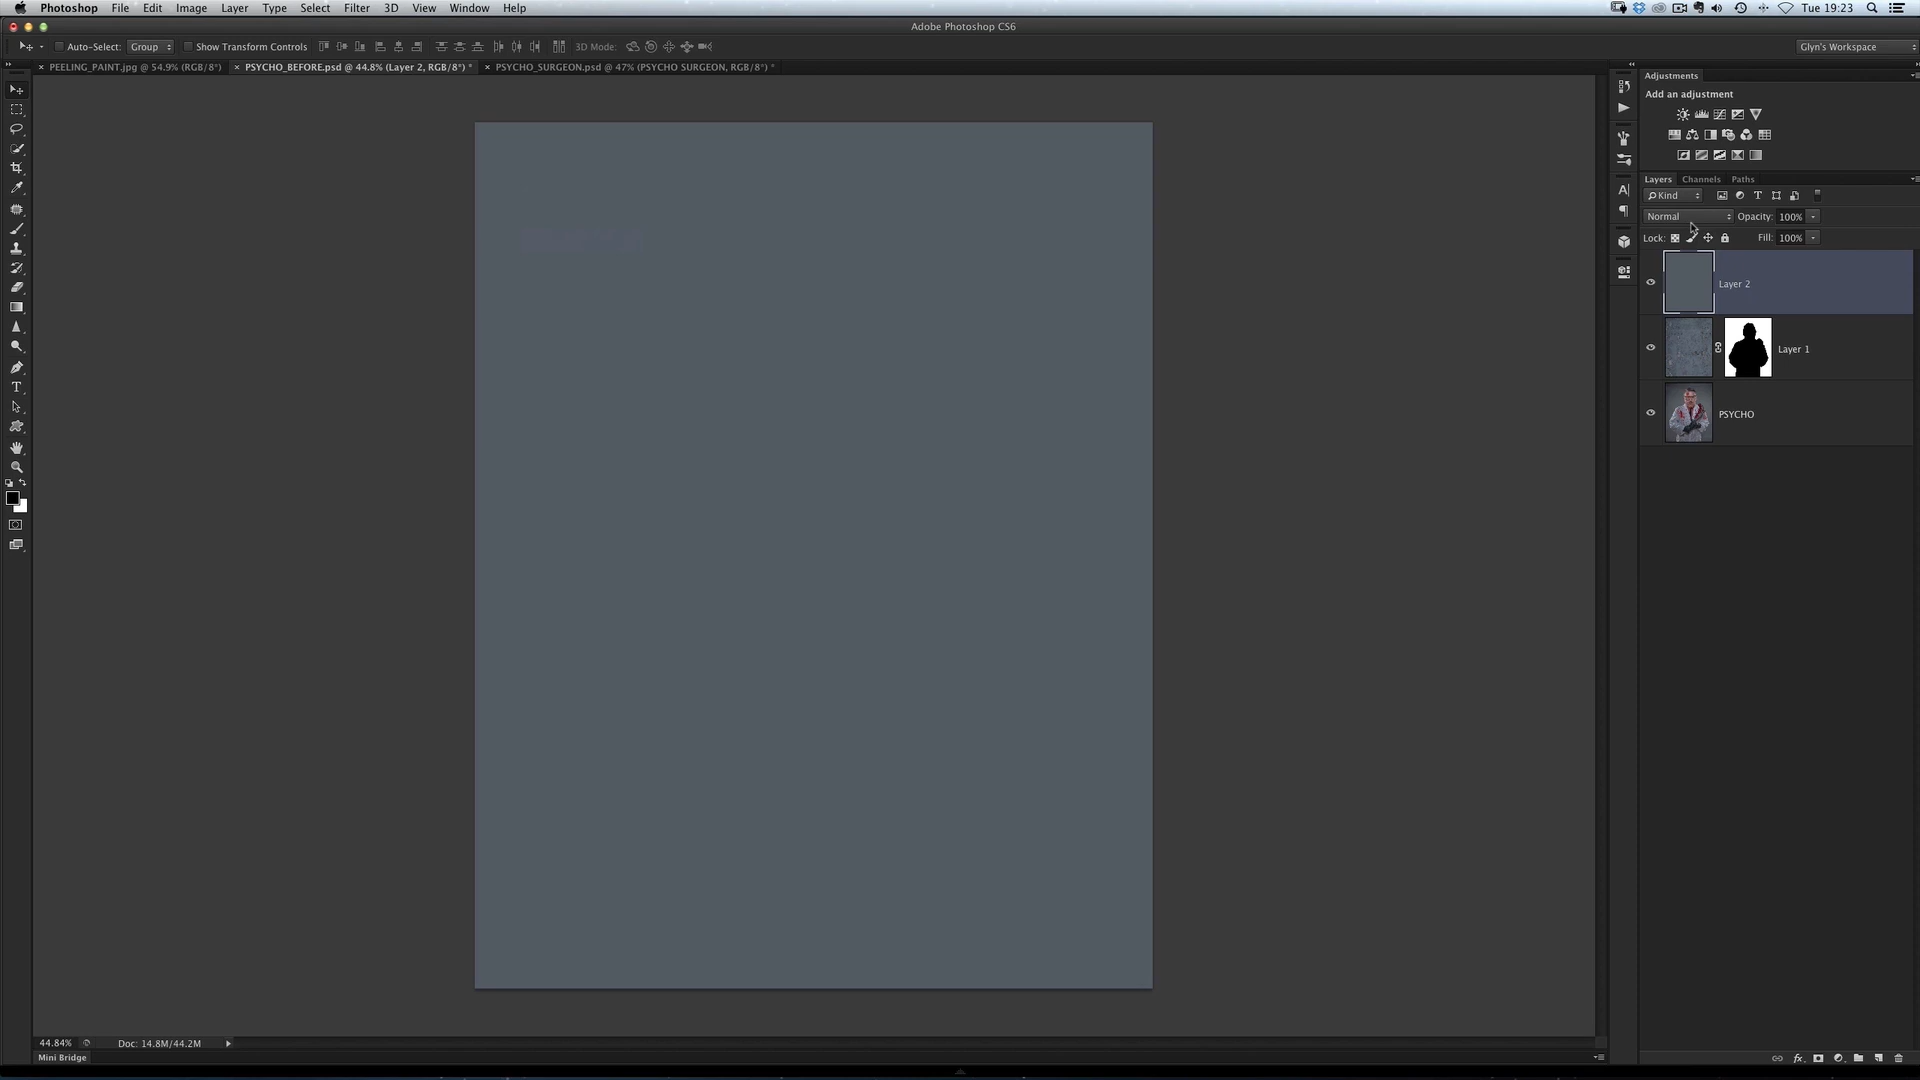 Photoshop File Edit Image Layer Type Select Filter 3D View Window Help Tue 19:23
Adobe Photoshop CS6
Auto-Select: Group Show Transform Controls 3D Mode: Glyn's Workspace
× PEELING_PAINT.jpg @ 54.9% (RGB/8*) × PSYCHO_BEFORE.psd @ 44.8% (Layer 2, RGB/8*) * × PSYCHO_SURGEON.psd @ 47% (PSYCHO SURGEON, RGB/8*) *
Adjustments
Add an adjustment
Layers Channels Paths
Kind
Normal Opacity: 100%
Lock: Fill: 100%
Layer 2
Layer 1
PSYCHO
44.84% Doc: 14.8M/44.2M
Mini Bridge